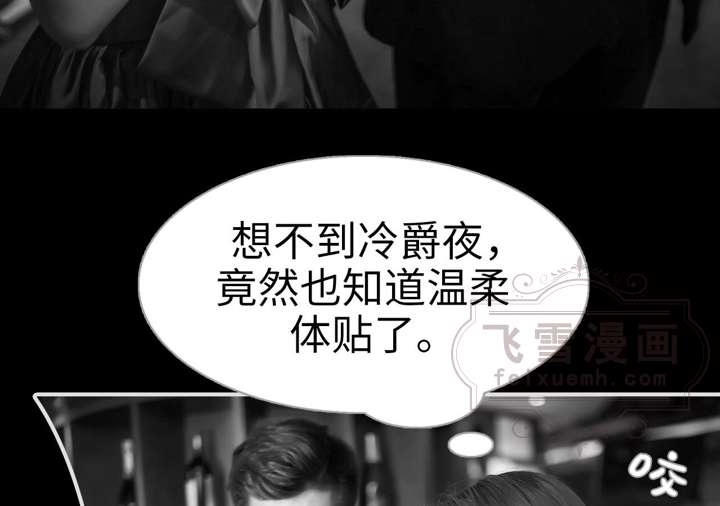 想不到冷爵夜，
竟然也知道温柔
体贴了。
飞雪漫画
feixuemh.com
咬